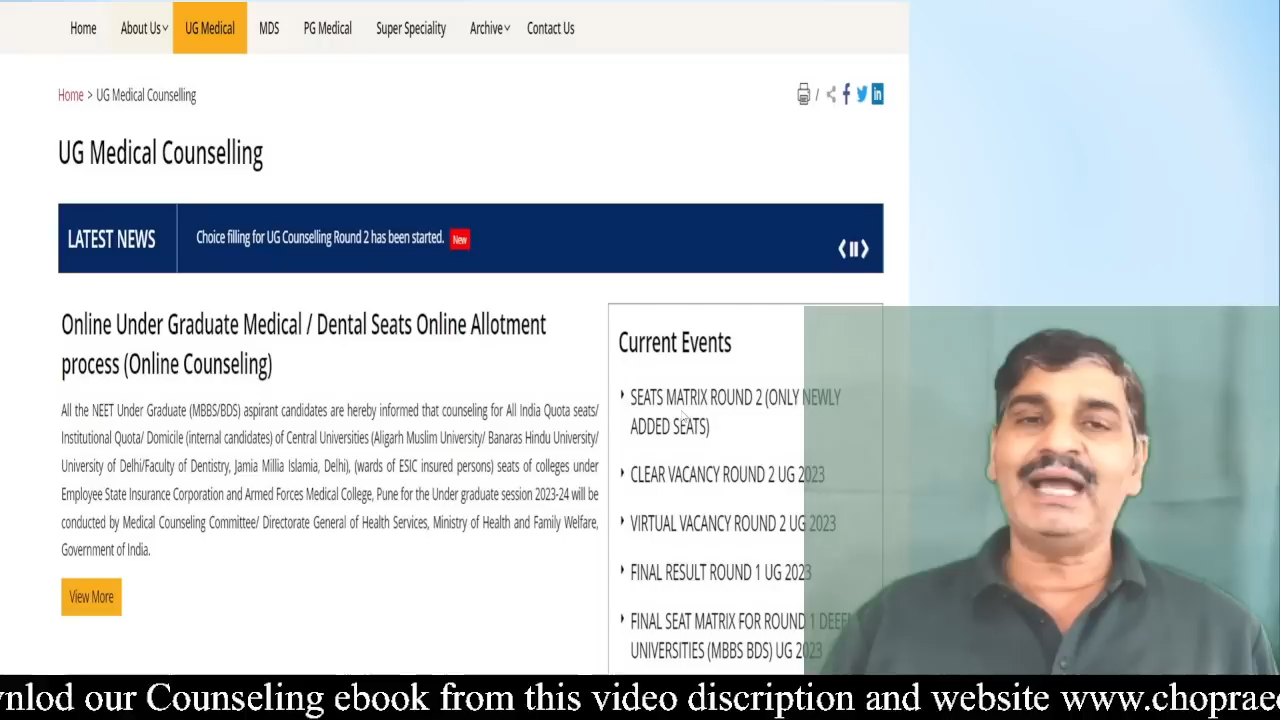 Home About Us UG Medical MDS PG Medical Super Speciality Archive Contact Us
Home > UG Medical Counselling
UG Medical Counselling
LATEST NEWS Choice filling for UG Counselling Round 2 has been started. New
Online Under Graduate Medical / Dental Seats Online Allotment
process (Online Counseling)
All the NEET Under Graduate (MBBS/BDS) aspirant candidates are hereby informed that counseling for All India Quota seats/
Institutional Quota/ Domicile (internal candidates) of Central Universities (Aligarh Muslim University/ Banaras Hindu University/
University of Delhi/Faculty of Dentistry, Jamia Millia Islamia, Delhi), (wards of ESIC insured persons) seats of colleges under
Employee State Insurance Corporation and Armed Forces Medical College, Pune for the Under graduate session 2023-24 will be
conducted by Medical Counseling Committee/ Directorate General of Health Services, Ministry of Health and Family Welfare,
Government of India.
View More
Current Events
SEATS MATRIX ROUND 2 (ONLY NEWLY
ADDED SEATS)
CLEAR VACANCY ROUND 2 UG 2023
VIRTUAL VACANCY ROUND 2 UG 2023
FINAL RESULT ROUND 1 UG 2023
FINAL SEAT MATRIX FOR ROUND 1
UNIVERSITIES (MBBS BDS) UG 2023
wnlod our Counseling ebook from this video discription and website www.choprae